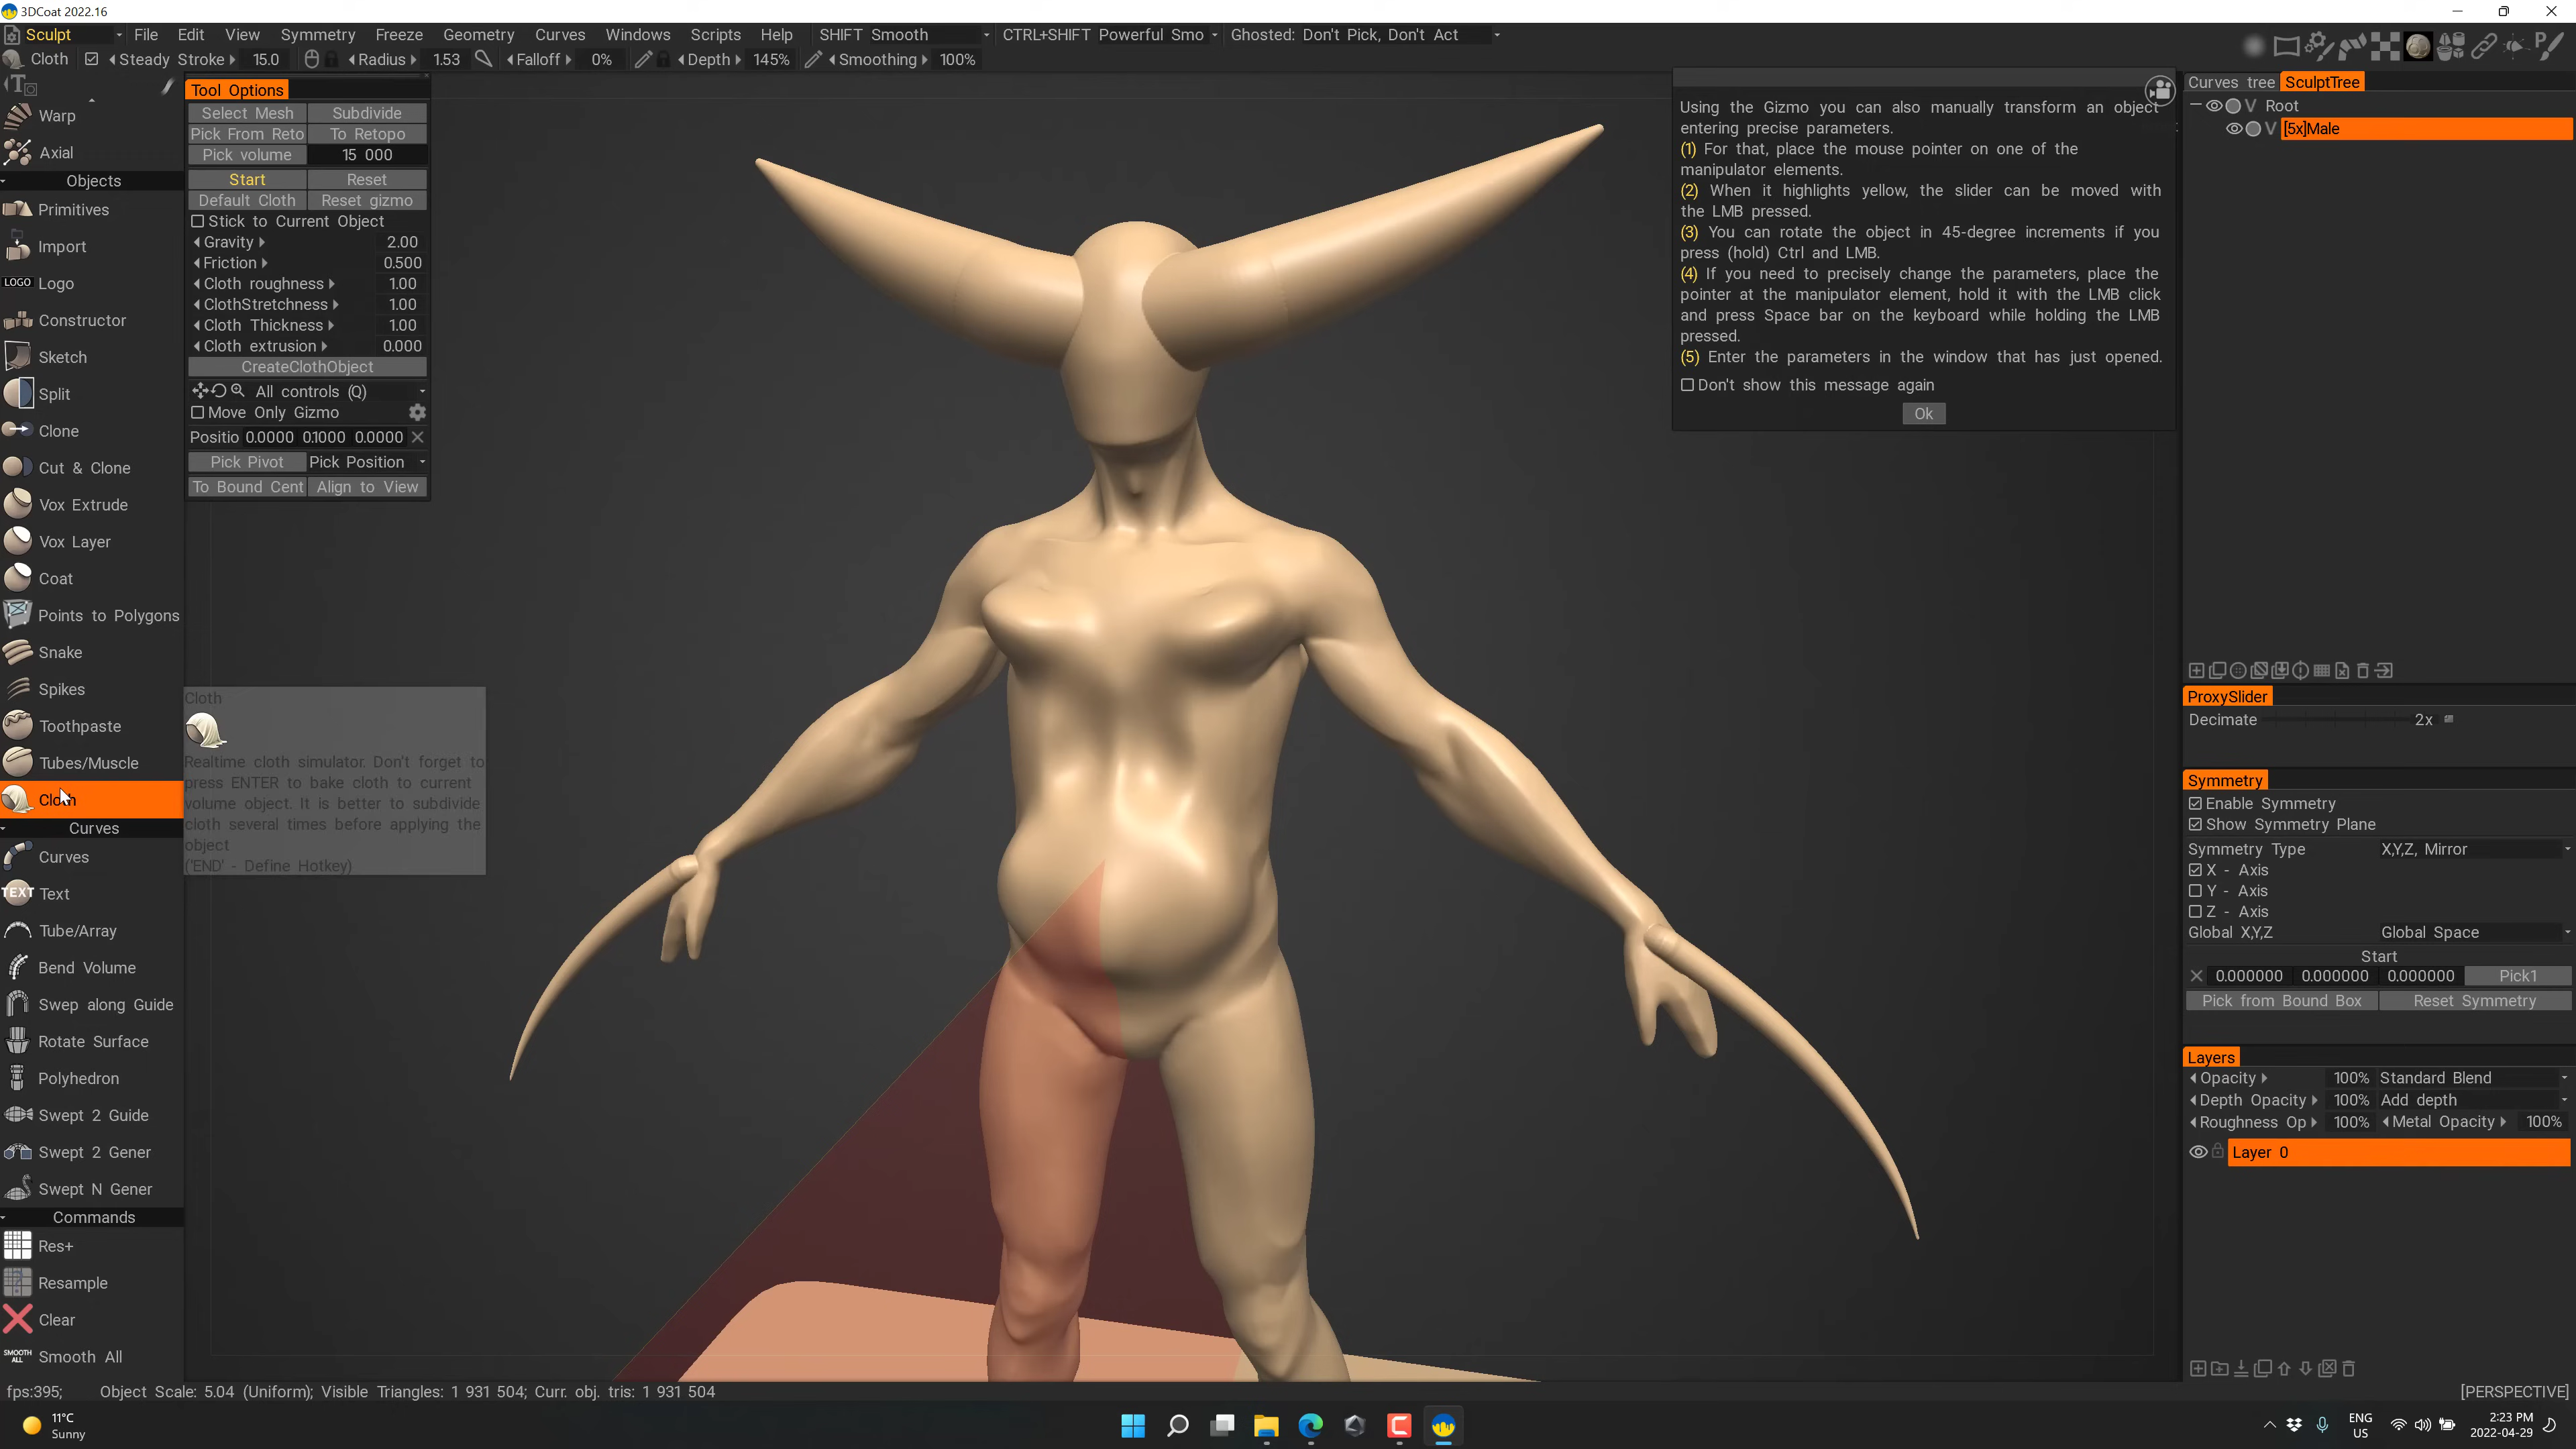 3DCoat 2022.16
Sculpt File Edit View Symmetry Freeze Geometry Curves Windows Scripts Help SHIFT Smooth CTRL+SHIFT Powerful Smo Ghosted: Don't Pick, Don't Act
Cloth Steady Stroke 15.0 Radius 1.53 Falloff 0% Depth 145% Smoothing 100%
Warp
Axial
Objects
Primitives
Import
LOGO Logo
Constructor
Sketch
Split
Clone
Cut & Clone
Vox Extrude
Vox Layer
Coat
Points to Polygons
Snake
Spikes
Toothpaste
Tubes/Muscle
Cloth
Curves
Curves
TEXT Text
Tube/Array
Bend Volume
Swep along Guide
Rotate Surface
Polyhedron
Swept 2 Guide
Swept 2 Gener
Swept N Gener
Commands
Res+
Resample
Clear
SMOOTH ALL Smooth All
Tool Options
Select Mesh Subdivide
Pick From Reto To Retopo
Pick volume 15 000
Start Reset
Default Cloth Reset gizmo
Stick to Current Object
Gravity 2.00
Friction 0.500
Cloth roughness 1.00
ClothStretchness 1.00
Cloth Thickness 1.00
Cloth extrusion 0.000
CreateClothObject
All controls (Q)
Move Only Gizmo
Positio 0.0000 0.1000 0.0000
Pick Pivot Pick Position
To Bound Cent Align to View
Cloth
Realtime cloth simulator. Don't forget to
press ENTER to bake cloth to current
volume object. It is better to subdivide
cloth several times before applying the
object
('END' - Define Hotkey)
Using the Gizmo you can also manually transform an object
entering precise parameters.
(1) For that, place the mouse pointer on one of the
manipulator elements.
(2) When it highlights yellow, the slider can be moved with
the LMB pressed.
(3) You can rotate the object in 45-degree increments if you
press (hold) Ctrl and LMB.
(4) If you need to precisely change the parameters, place the
pointer at the manipulator element, hold it with the LMB click
and press Space bar on the keyboard while holding the LMB
pressed.
(5) Enter the parameters in the window that has just opened.
Don't show this message again
Ok
Curves tree SculptTree
V Root
V [5x]Male
ProxySlider
Decimate 2x
Symmetry
Enable Symmetry
Show Symmetry Plane
Symmetry Type X,Y,Z, Mirror
X - Axis
Y - Axis
Z - Axis
Global X,Y,Z Global Space
Start
0.000000 0.000000 0.000000 Pick1
Pick from Bound Box Reset Symmetry
Layers
Opacity 100% Standard Blend
Depth Opacity 100% Add depth
Roughness Op 100% Metal Opacity 100%
Layer 0
fps:395; Object Scale: 5.04 (Uniform); Visible Triangles: 1 931 504; Curr. obj. tris: 1 931 504
[PERSPECTIVE]
11°C
Sunny
ENG
US
2:23 PM
2022-04-29